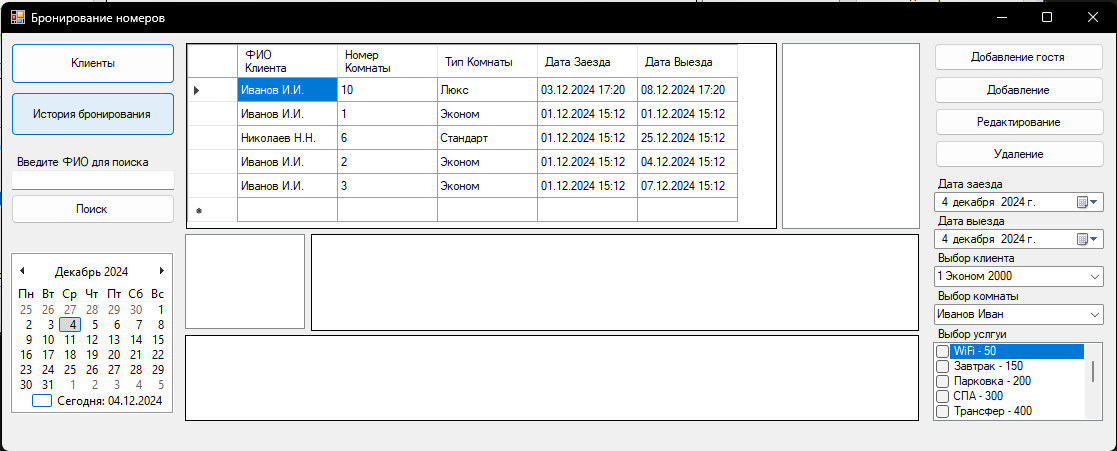 Бронирование номеров
Клиенты
История бронирования
Введите ФИО для поиска
Поиск
Декабрь 2024
Пн Вт Ср Чт Пт Сб Вс
25 26 27 28 29 30 1
2 3 4 5 6 7 8
9 10 11 12 13 14 15
16 17 18 19 20 21 22
23 24 25 26 27 28 29
30 31 1 2 3 4 5
Сегодня: 04.12.2024
ФИО Клиента Номер Комнаты Тип Комнаты Дата Заезда Дата Выезда
Иванов И.И. 10 Люкс 03.12.2024 17:20 08.12.2024 17:20
Иванов И.И. 1 Эконом 01.12.2024 15:12 01.12.2024 15:12
Николаев Н.Н. 6 Стандарт 01.12.2024 15:12 25.12.2024 15:12
Иванов И.И. 2 Эконом 01.12.2024 15:12 04.12.2024 15:12
Иванов И.И. 3 Эконом 01.12.2024 15:12 07.12.2024 15:12
Добавление гостя
Добавление
Редактирование
Удаление
Дата заезда
4 декабря 2024 г.
Дата выезда
4 декабря 2024 г.
Выбор клиента
1 Эконом 2000
Выбор комнаты
Иванов Иван
Выбор услгуи
WiFi - 50
Завтрак - 150
Парковка - 200
СПА - 300
Трансфер - 400